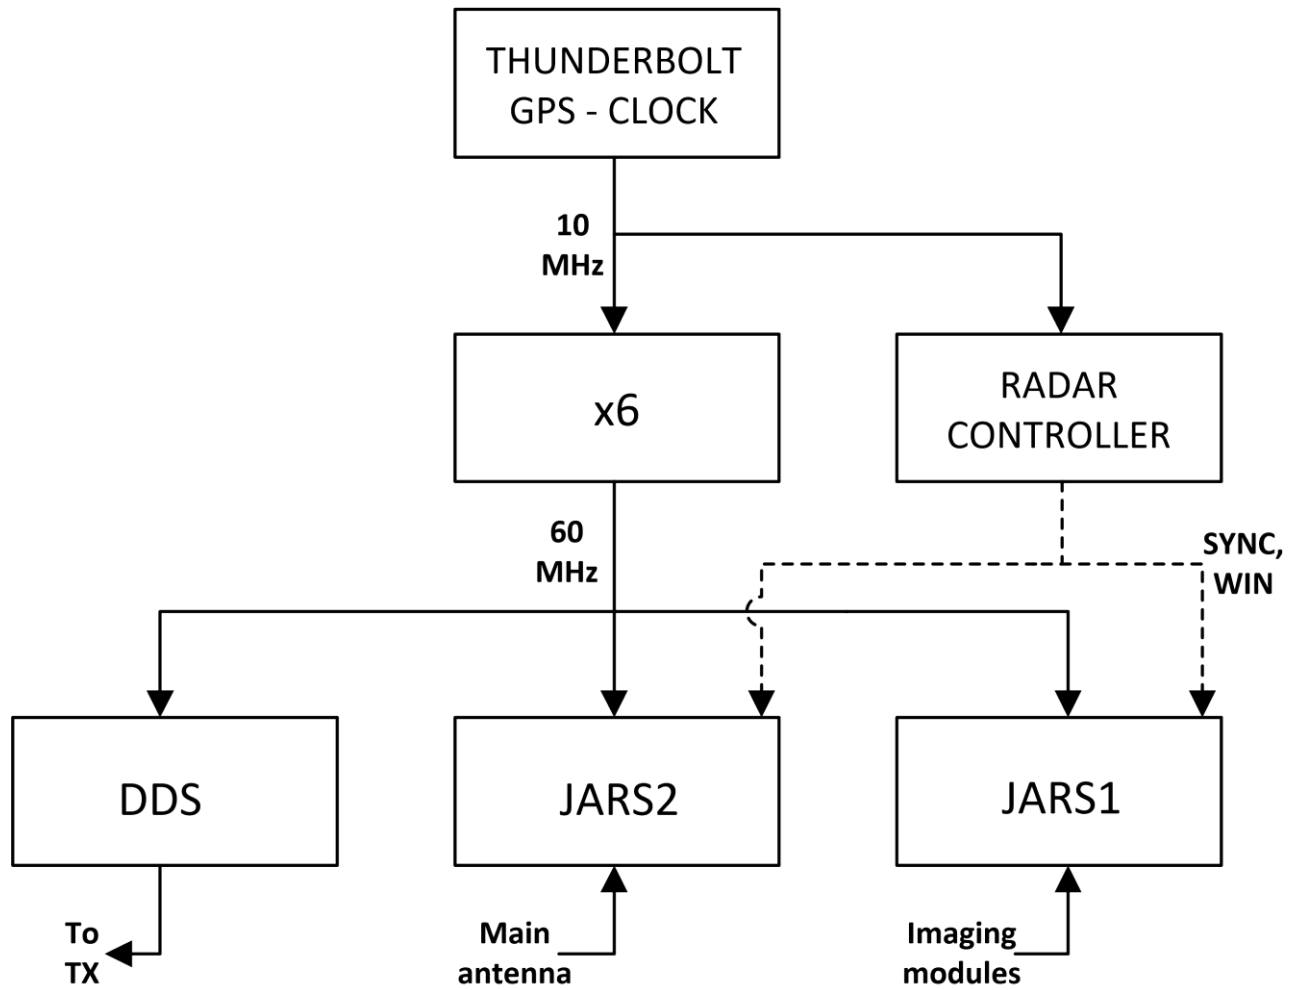 THUNDERBOLT
GPS - CLOCK
10
MHz
x6
RADAR
CONTROLLER
60
MHz
SYNC,
WIN
DDS
JARS2
JARS1
To
TX
Main
antenna
Imaging
modules